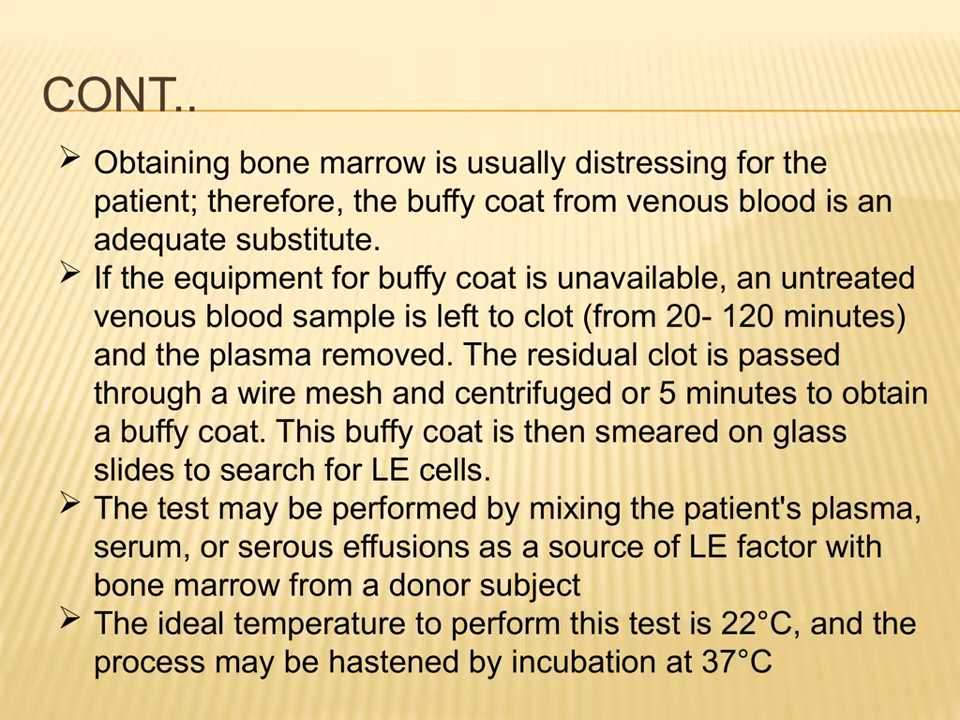 CONT..
➢ Obtaining bone marrow is usually distressing for the
patient; therefore, the buffy coat from venous blood is an
adequate substitute.
➢ If the equipment for buffy coat is unavailable, an untreated
venous blood sample is left to clot (from 20- 120 minutes)
and the plasma removed. The residual clot is passed
through a wire mesh and centrifuged or 5 minutes to obtain
a buffy coat. This buffy coat is then smeared on glass
slides to search for LE cells.
➢ The test may be performed by mixing the patient's plasma,
serum, or serous effusions as a source of LE factor with
bone marrow from a donor subject
➢ The ideal temperature to perform this test is 22°C, and the
process may be hastened by incubation at 37°C